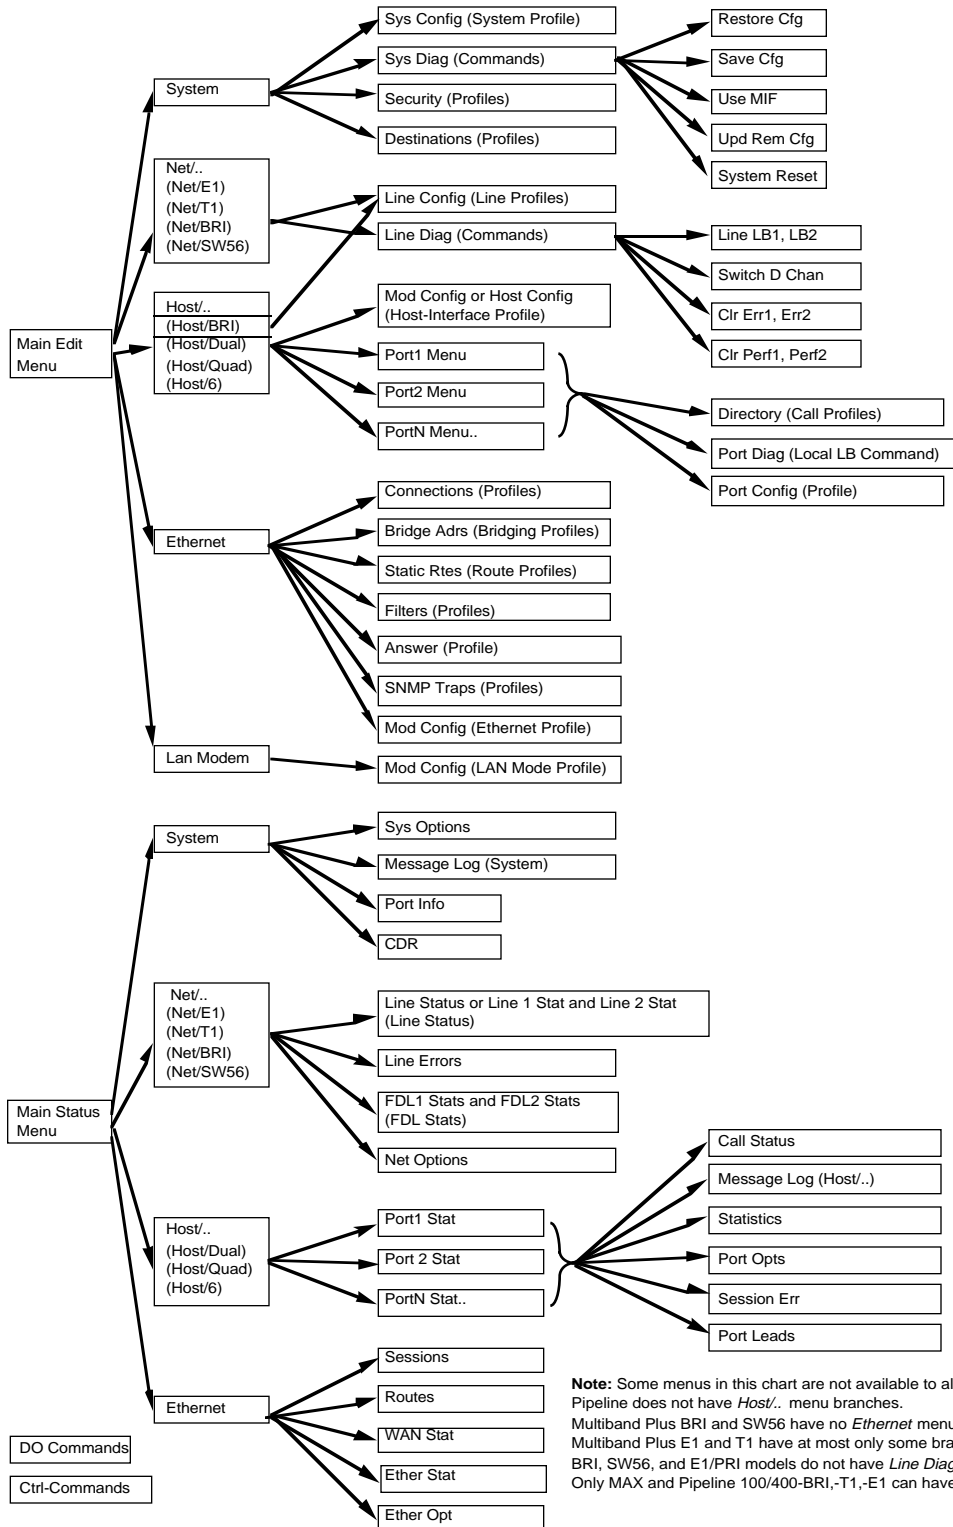 Sys Config (System Profile)
Restore Cfg
Sys Diag (Commands)
Save Cfg
System
Security (Profiles)
Use MIF
Destinations (Profiles)
Upd Rem Cfg
System Reset
Net/..
(Net/E1)
(Net/T1)
(Net/BRI)
(Net/SW56)
Line Config (Line Profiles)
Line Diag (Commands)
Line LB1, LB2
Switch D Chan
Clr Err1, Err2
Clr Perf1, Perf2
Main Edit
Menu
Host/..
(Host/BRI)
(Host/Dual)
(Host/Quad)
(Host/6)
Mod Config or Host Config
(Host-Interface Profile)
Port1 Menu
Port2 Menu
PortN Menu..
Directory (Call Profiles)
Port Diag (Local LB Command)
Port Config (Profile)
Ethernet
Connections (Profiles)
Bridge Adrs (Bridging Profiles)
Static Rtes (Route Profiles)
Filters (Profiles)
Answer (Profile)
SNMP Traps (Profiles)
Mod Config (Ethernet Profile)
Lan Modem
Mod Config (LAN Mode Profile)
System
Sys Options
Message Log (System)
Port Info
CDR
Net/..
(Net/E1)
(Net/T1)
(Net/BRI)
(Net/SW56)
Line Status or Line 1 Stat and Line 2 Stat
(Line Status)
Line Errors
FDL1 Stats and FDL2 Stats
(FDL Stats)
Net Options
Main Status
Menu
Host/..
(Host/Dual)
(Host/Quad)
(Host/6)
Port1 Stat
Port 2 Stat
PortN Stat..
Call Status
Message Log (Host/..)
Statistics
Port Opts
Session Err
Port Leads
Ethernet
Sessions
Routes
WAN Stat
Ether Stat
Ether Opt
DO Commands
Ctrl-Commands
Note: Some menus in this chart are not available to al
Pipeline does not have Host/.. menu branches.
Multiband Plus BRI and SW56 have no Ethernet menu
Multiband Plus E1 and T1 have at most only some bra
BRI, SW56, and E1/PRI models do not have Line Diag
Only MAX and Pipeline 100/400-BRI,-T1,-E1 can have